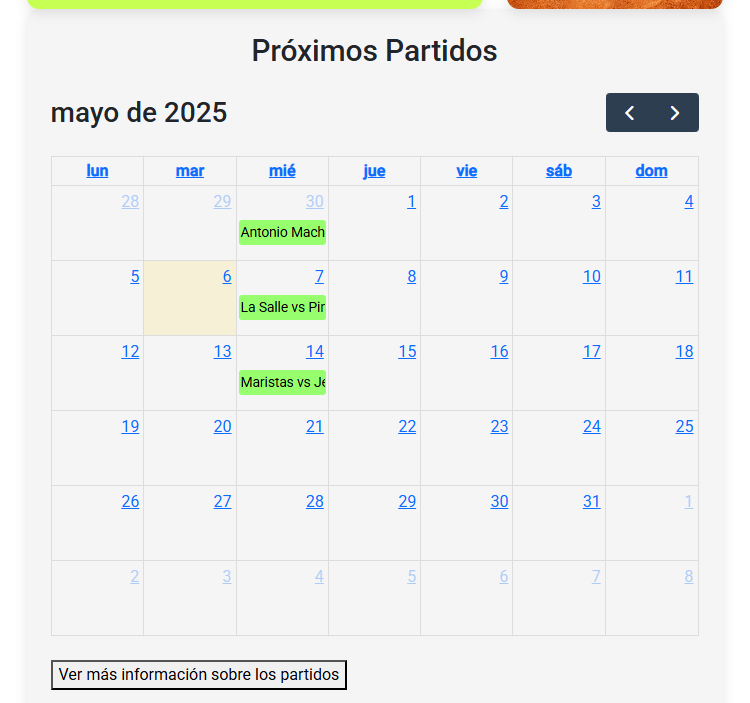 Próximos Partidos
mayo de 2025
lun mar mié jue vie sáb dom
28 29 30 1 2 3 4
Antonio Mach
5 6 7 8 9 10 11
La Salle vs Pir
12 13 14 15 16 17 18
Maristas vs Je
19 20 21 22 23 24 25
26 27 28 29 30 31 1
2 3 4 5 6 7 8
Ver más información sobre los partidos